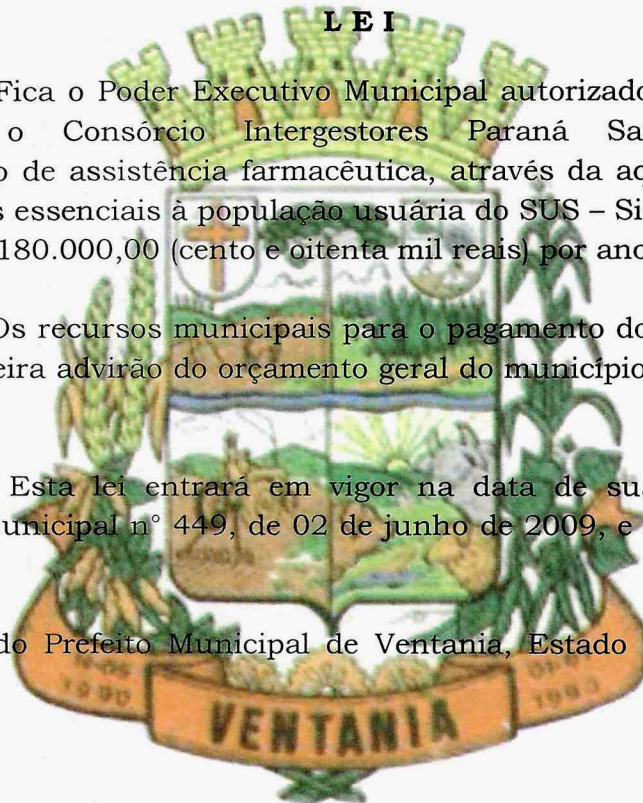 LEI
Fica o Poder Executivo Municipal autorizado
o Consórcio Intergestores Paraná Sa
o de assistência farmacêutica, através da ac
s essenciais à população usuária do SUS – Si
180.000,00 (cento e oitenta mil reais) por ano
Os recursos municipais para o pagamento do
eira advirão do orçamento geral do município
Esta lei entrará em vigor na data de su
unicipal n° 449, de 02 de junho de 2009, e
do Prefeito Municipal de Ventania, Estado
1990
1993
VENTANIA